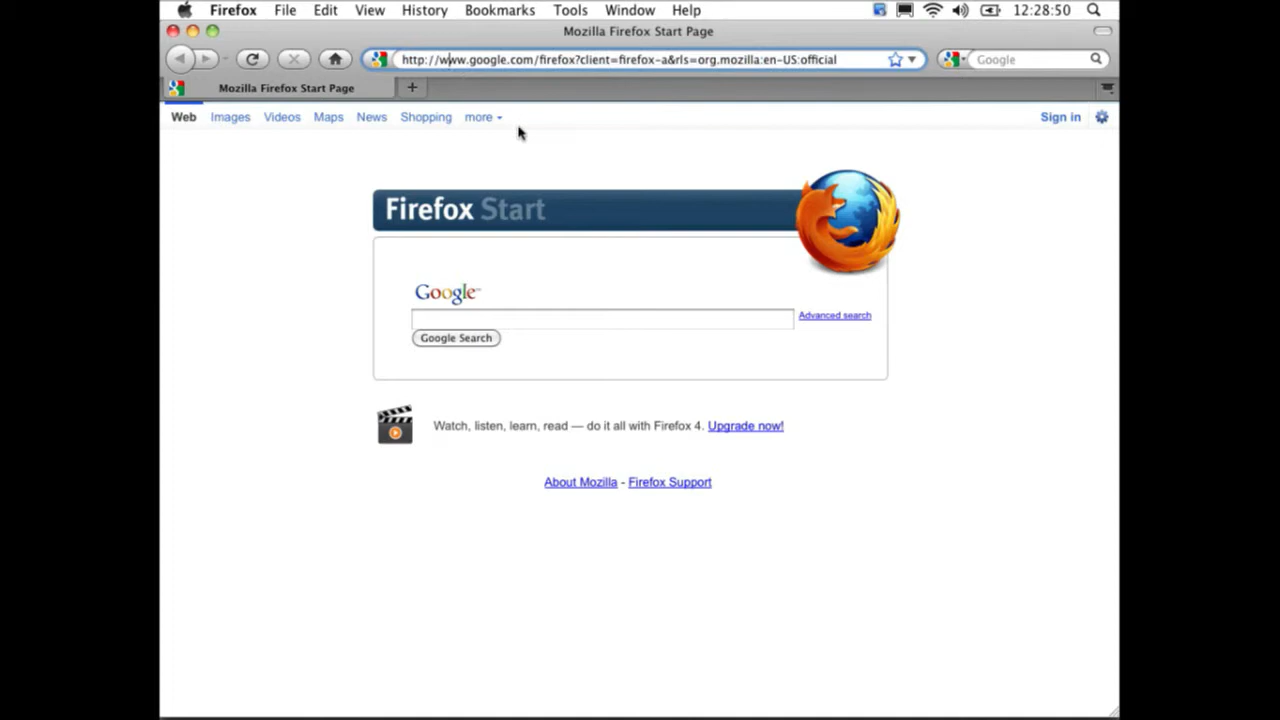 Firefox File Edit View History Bookmarks Tools Window Help 12:28:50
Mozilla Firefox Start Page
http://www.google.com/firefox?client=firefox-a&rls=org.mozilla:en-US:official Google
Mozilla Firefox Start Page
Web Images Videos Maps News Shopping more Sign in
Firefox Start
Google™
Advanced search
Google Search
Watch, listen, learn, read — do it all with Firefox 4. Upgrade now!
About Mozilla - Firefox Support